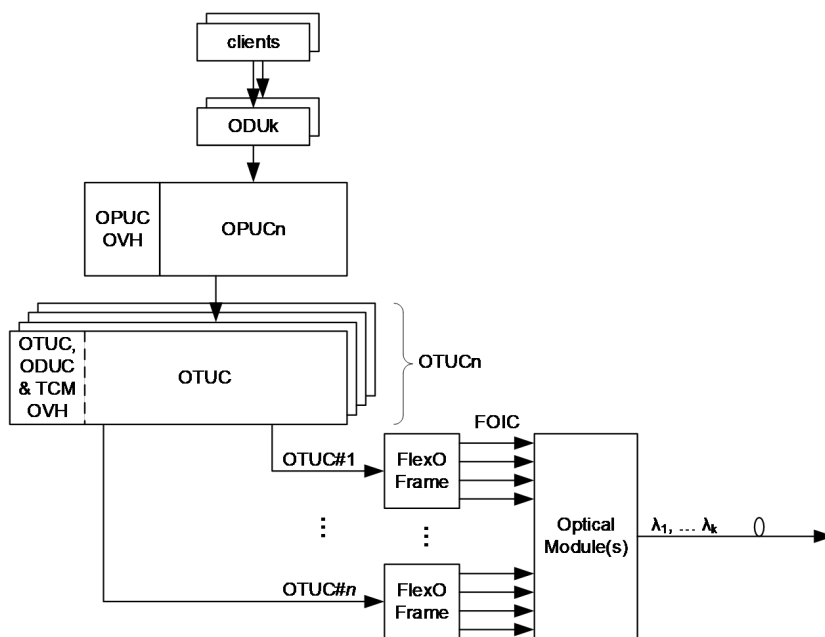 clients
ODUk
OPUC
OVH
OPUCn
OTUC,
ODUC
& TCM
OVH
OTUC
OTUCn
FOIC
OTUC#1
FlexO
Frame
Optical
Module(s)
λ1, ... λk
...
...
OTUC#n
FlexO
Frame